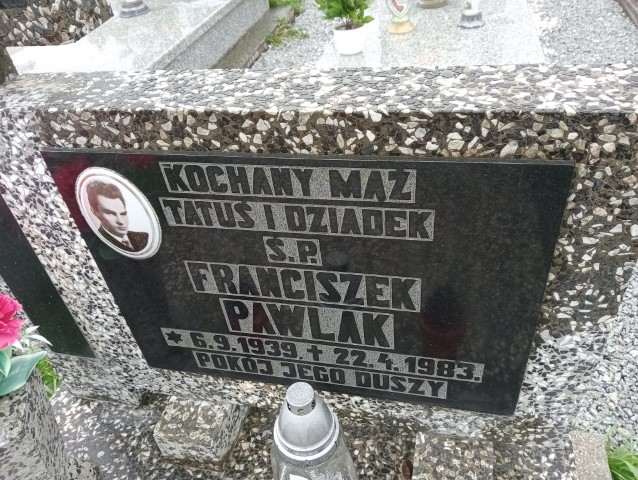 KOCHANY MĄŻ
TATUŚ I DZIADEK
Ś.P.
FRANCISZEK
PAWLAK
* 6.9.1939. + 22.4.1983.
POKÓJ JEGO DUSZY